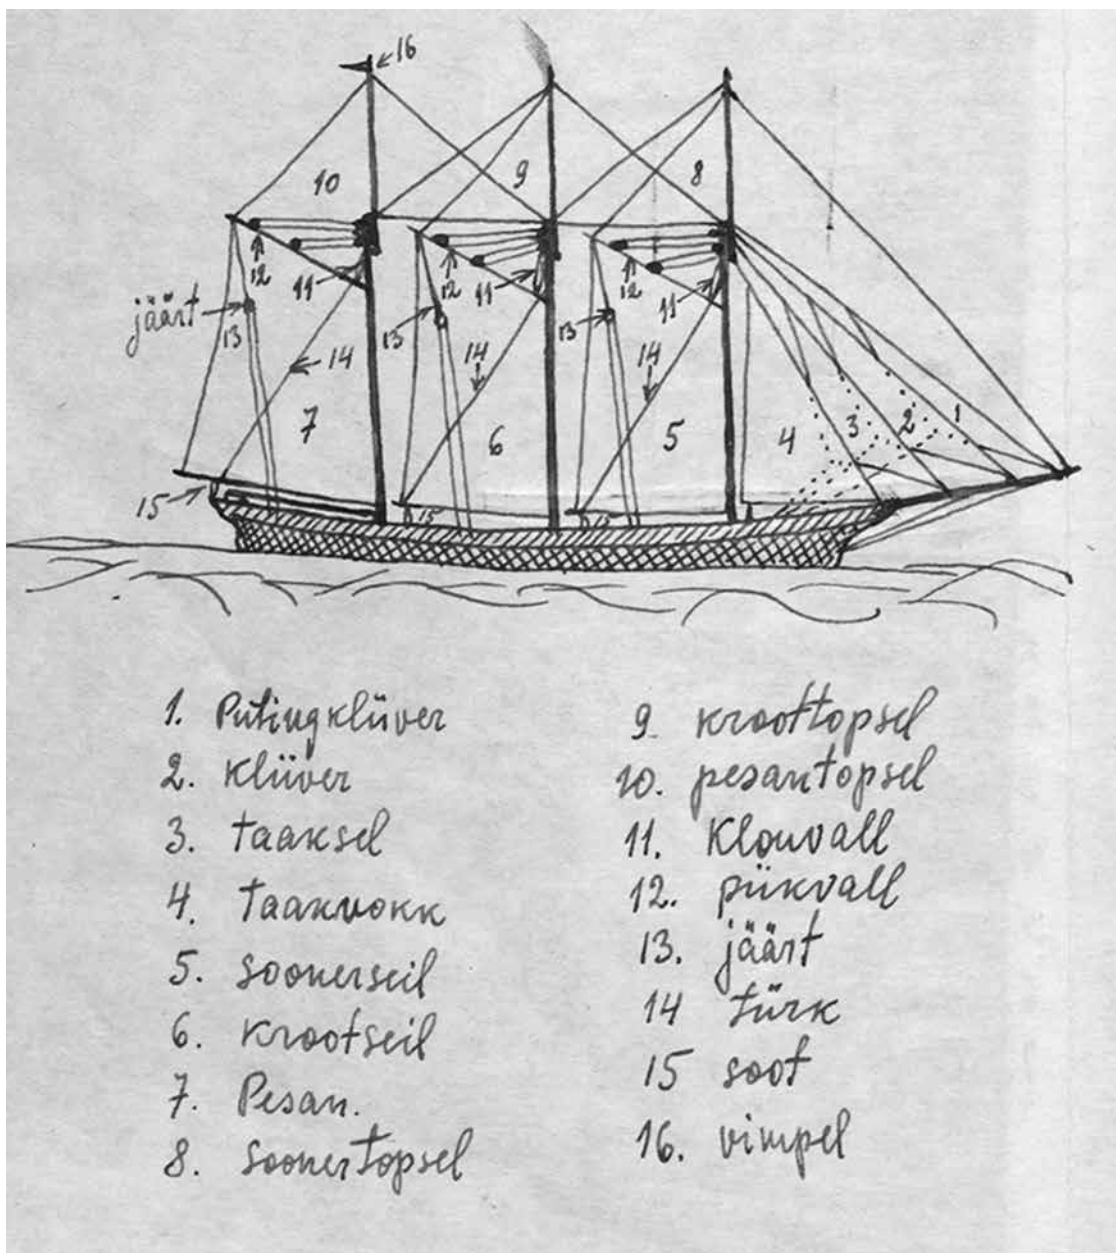 16
10
9
8
12
11
12
11
12
11
jäärt
13
14
13
14
13
14
7
6
5
4
3
2
1
15
15
15
1. Putingklüver
2. Klüver
3. taaksel
4. taakvokk
5. soonerseil
6. krootseil
7. Pesan.
8. soonertopsel
9. kroottopsel
10. pesantopsel
11. Klouvall
12. piikvall
13. jäärt
14 türk
15 soot
16. vimpel